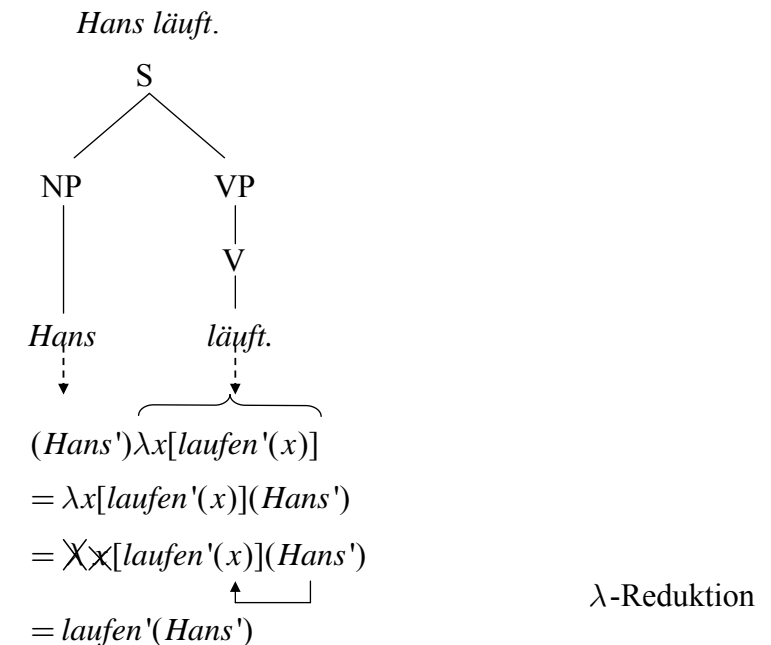 Hans läuft.
S
NP VP
V
Hans läuft.
(Hans')λx[laufen'(x)]
= λx[laufen'(x)](Hans')
= λx[laufen'(x)](Hans')
λ-Reduktion
= laufen'(Hans')